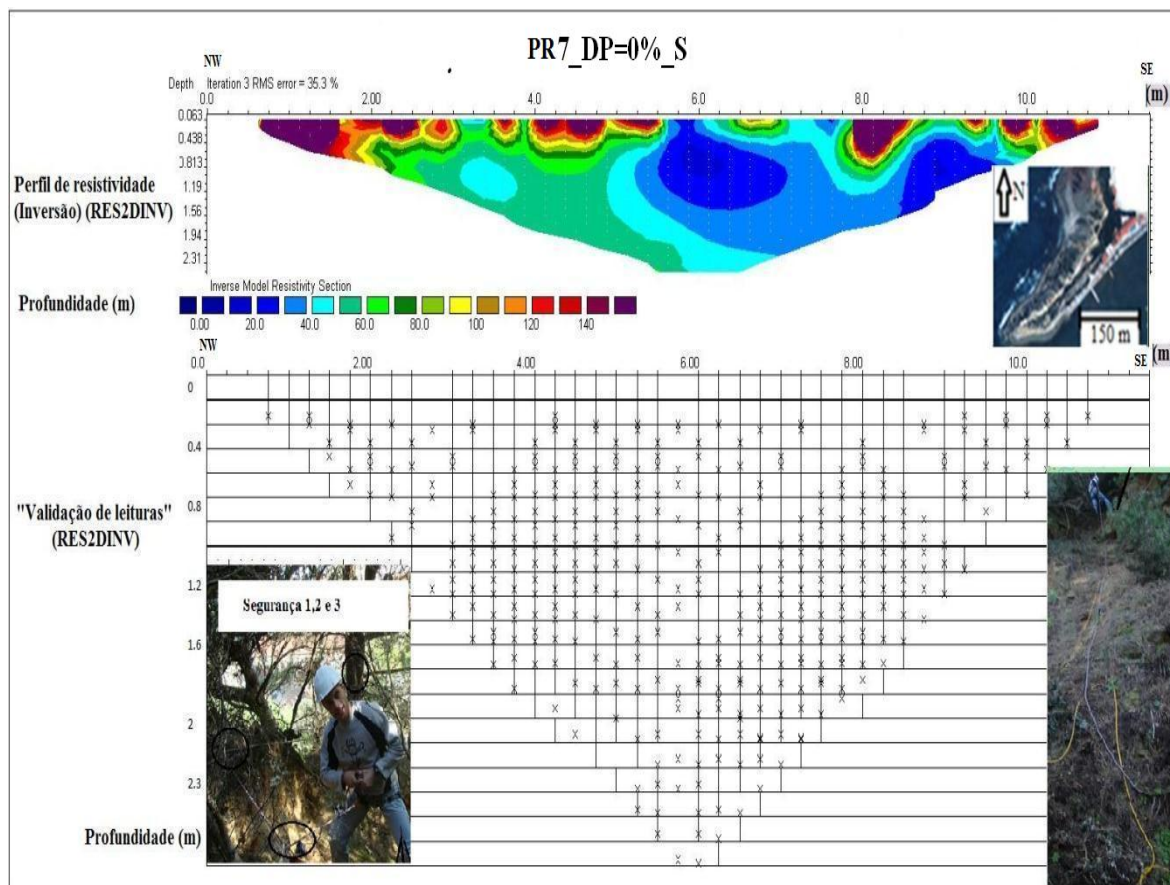 PR7_DP=0%_S
NW
SE
Depth Iteration 3 RMS error = 35.3 %
0.0 2.00 4.00 6.00 8.0 10.0 (m)
0.063
0.438
0.813
1.19
1.56
1.94
2.31
Perfil de resistividade
(Inversão) (RES2DINV)
N
150 m
Inverse Model Resistivity Section
Profundidade (m)
0.00 20.0 40.0 60.0 80.0 100 120 140
NW
SE
0.0 2.00 4.00 6.00 8.00 10.0 (m)
0
0.4
0.8
1.2
1.6
2
2.3
"Validação de leituras"
(RES2DINV)
Segurança 1,2 e 3
Profundidade (m)